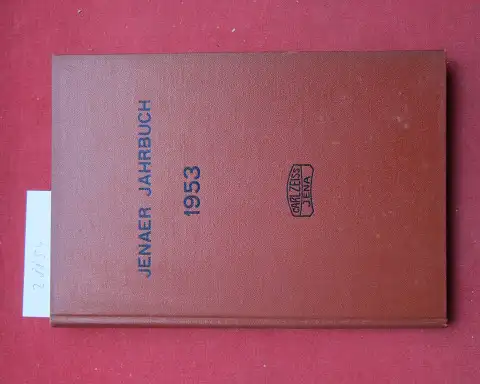 JENAER JAHRBUCH
1953
CARL ZEISS
JENA